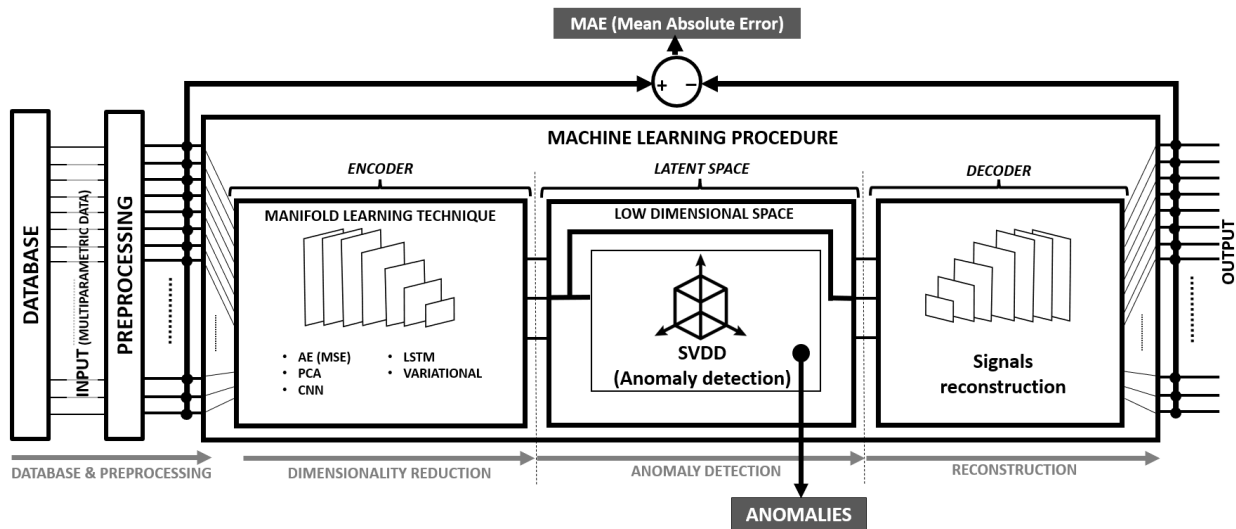 MAE (Mean Absolute Error)
+ −
MACHINE LEARNING PROCEDURE
DATABASE
INPUT (MULTIPARAMETRIC DATA)
PREPROCESSING
ENCODER
MANIFOLD LEARNING TECHNIQUE
• AE (MSE)
• PCA
• CNN
• LSTM
• VARIATIONAL
LATENT SPACE
LOW DIMENSIONAL SPACE
SVDD
(Anomaly detection)
DECODER
Signals
reconstruction
OUTPUT
DATABASE & PREPROCESSING
DIMENSIONALITY REDUCTION
ANOMALY DETECTION
RECONSTRUCTION
ANOMALIES